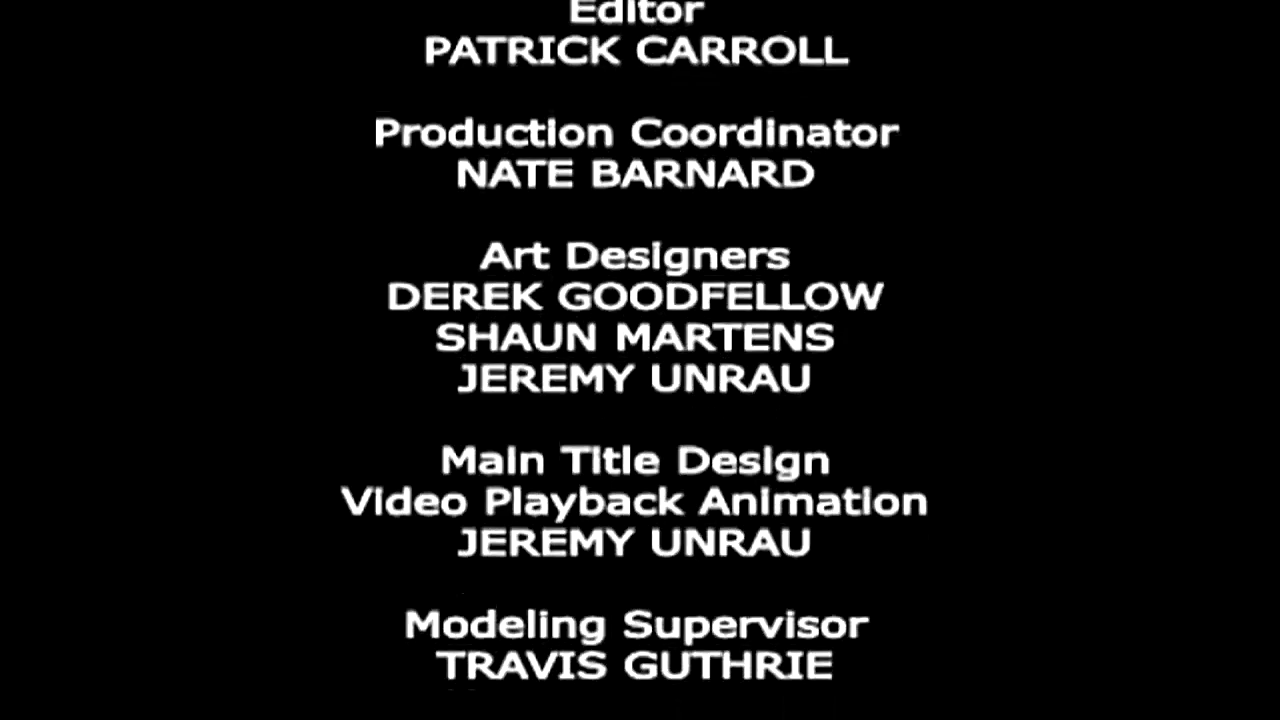 Editor
PATRICK CARROLL
Production Coordinator
NATE BARNARD
Art Designers
DEREK GOODFELLOW
SHAUN MARTENS
JEREMY UNRAU
Main Title Design
Video Playback Animation
JEREMY UNRAU
Modeling Supervisor
TRAVIS GUTHRIE